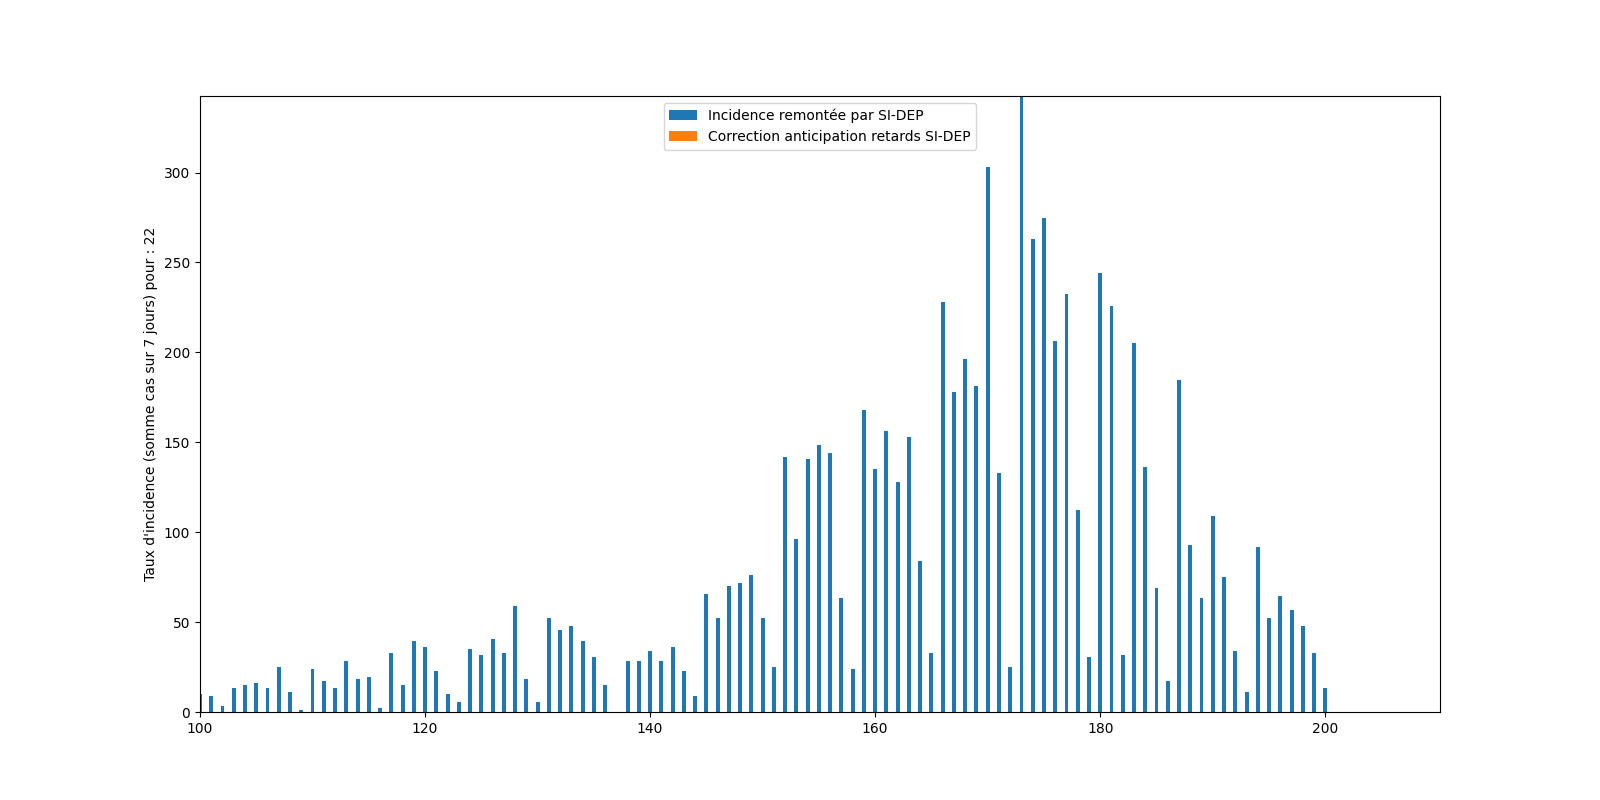 Incidence remontée par SI-DEP
Correction anticipation retards SI-DEP
Taux d'incidence (somme cas sur 7 jours) pour : 22
300
250
200
150
100
50
0
100 120 140 160 180 200